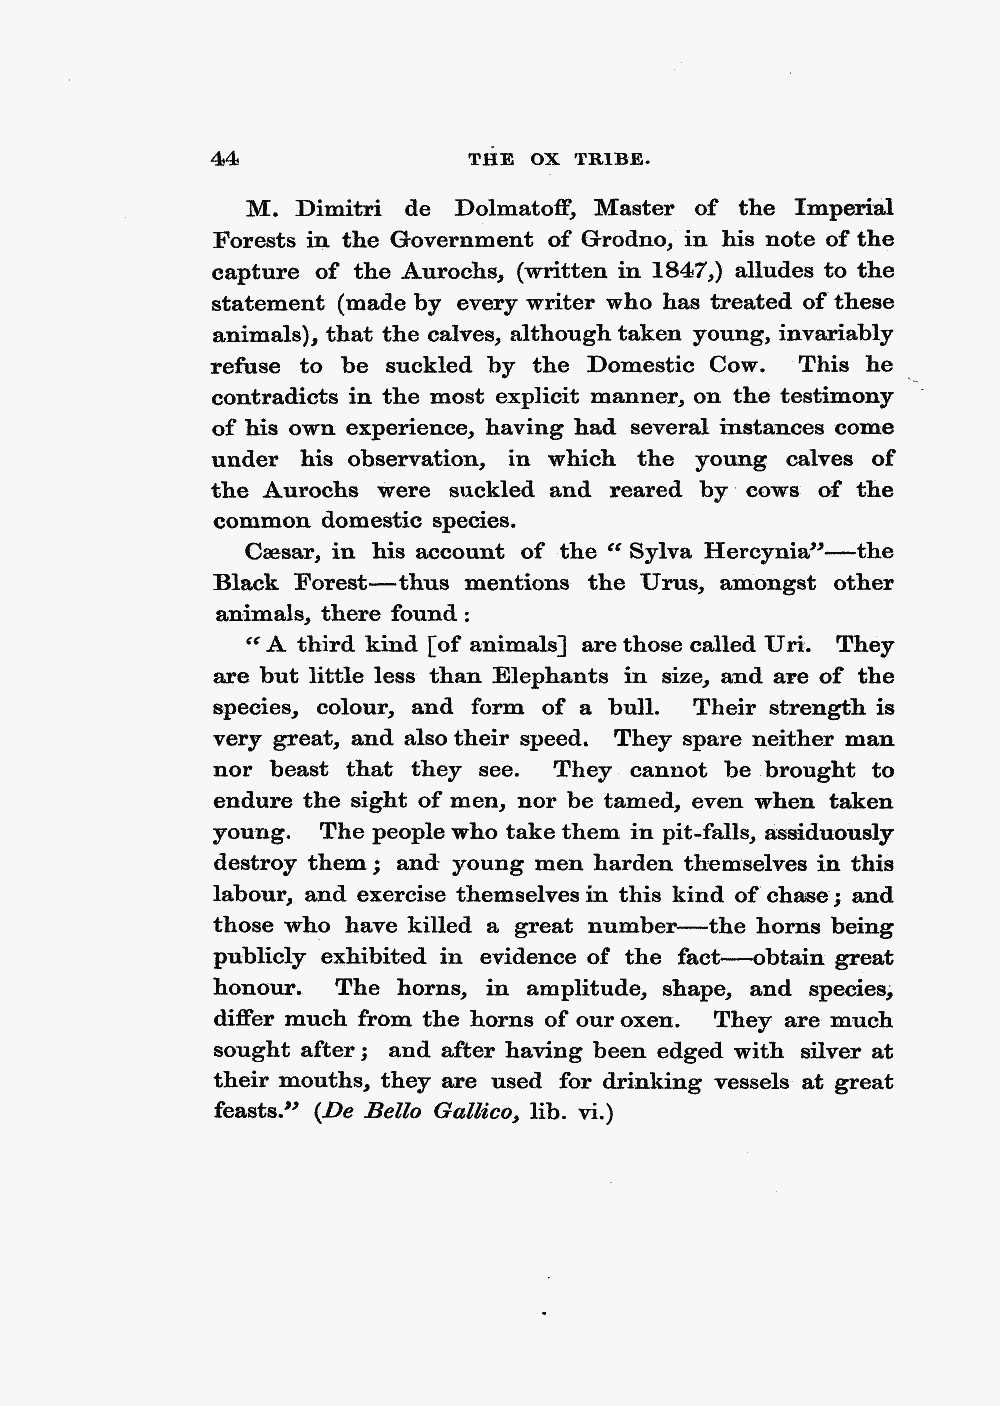 44 THE OX TRIBE.
M. Dimitri de Dolmatoff, Master of the Imperial
Forests in the Government of Grodno, in his note of the
capture of the Aurochs, (written in 1847,) alludes to the
statement (made by every writer who has treated of these
animals), that the calves, although taken young, invariably
refuse to be suckled by the Domestic Cow. This he
contradicts in the most explicit manner, on the testimony
of his own experience, having had several instances come
under his observation, in which the young calves of
the Aurochs were suckled and reared by cows of the
common domestic species.
Cæsar, in his account of the “ Sylva Hercynia”—the
Black Forest—thus mentions the Urus, amongst other
animals, there found :
“ A third kind [of animals] are those called Uri. They
are but little less than Elephants in size, and are of the
species, colour, and form of a bull. Their strength is
very great, and also their speed. They spare neither man
nor beast that they see. They cannot be brought to
endure the sight of men, nor be tamed, even when taken
young. The people who take them in pit-falls, assiduously
destroy them ; and young men harden themselves in this
labour, and exercise themselves in this kind of chase ; and
those who have killed a great number—the horns being
publicly exhibited in evidence of the fact—obtain great
honour. The horns, in amplitude, shape, and species,
differ much from the horns of our oxen. They are much
sought after ; and after having been edged with silver at
their mouths, they are used for drinking vessels at great
feasts.” (De Bello Gallico, lib. vi.)